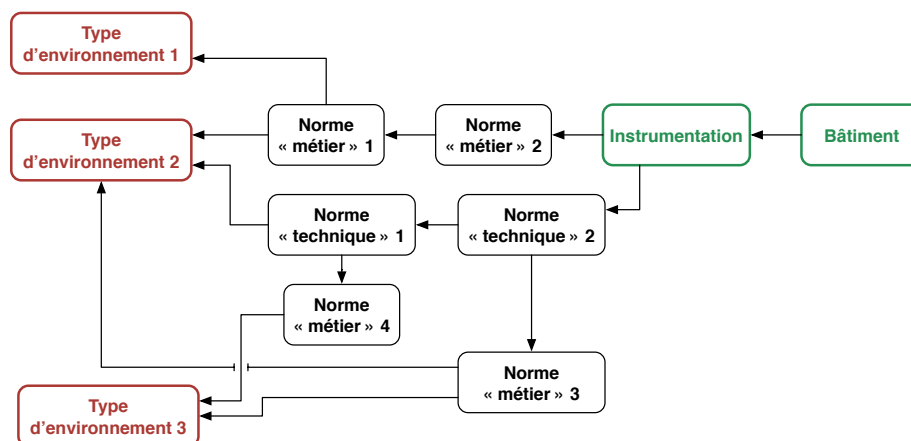 Type
d'environnement 1
Type
d'environnement 2
Norme
« métier » 1
Norme
« métier » 2
Instrumentation
Bâtiment
Norme
« technique » 1
Norme
« technique » 2
Norme
« métier » 4
Norme
« métier » 3
Type
d'environnement 3